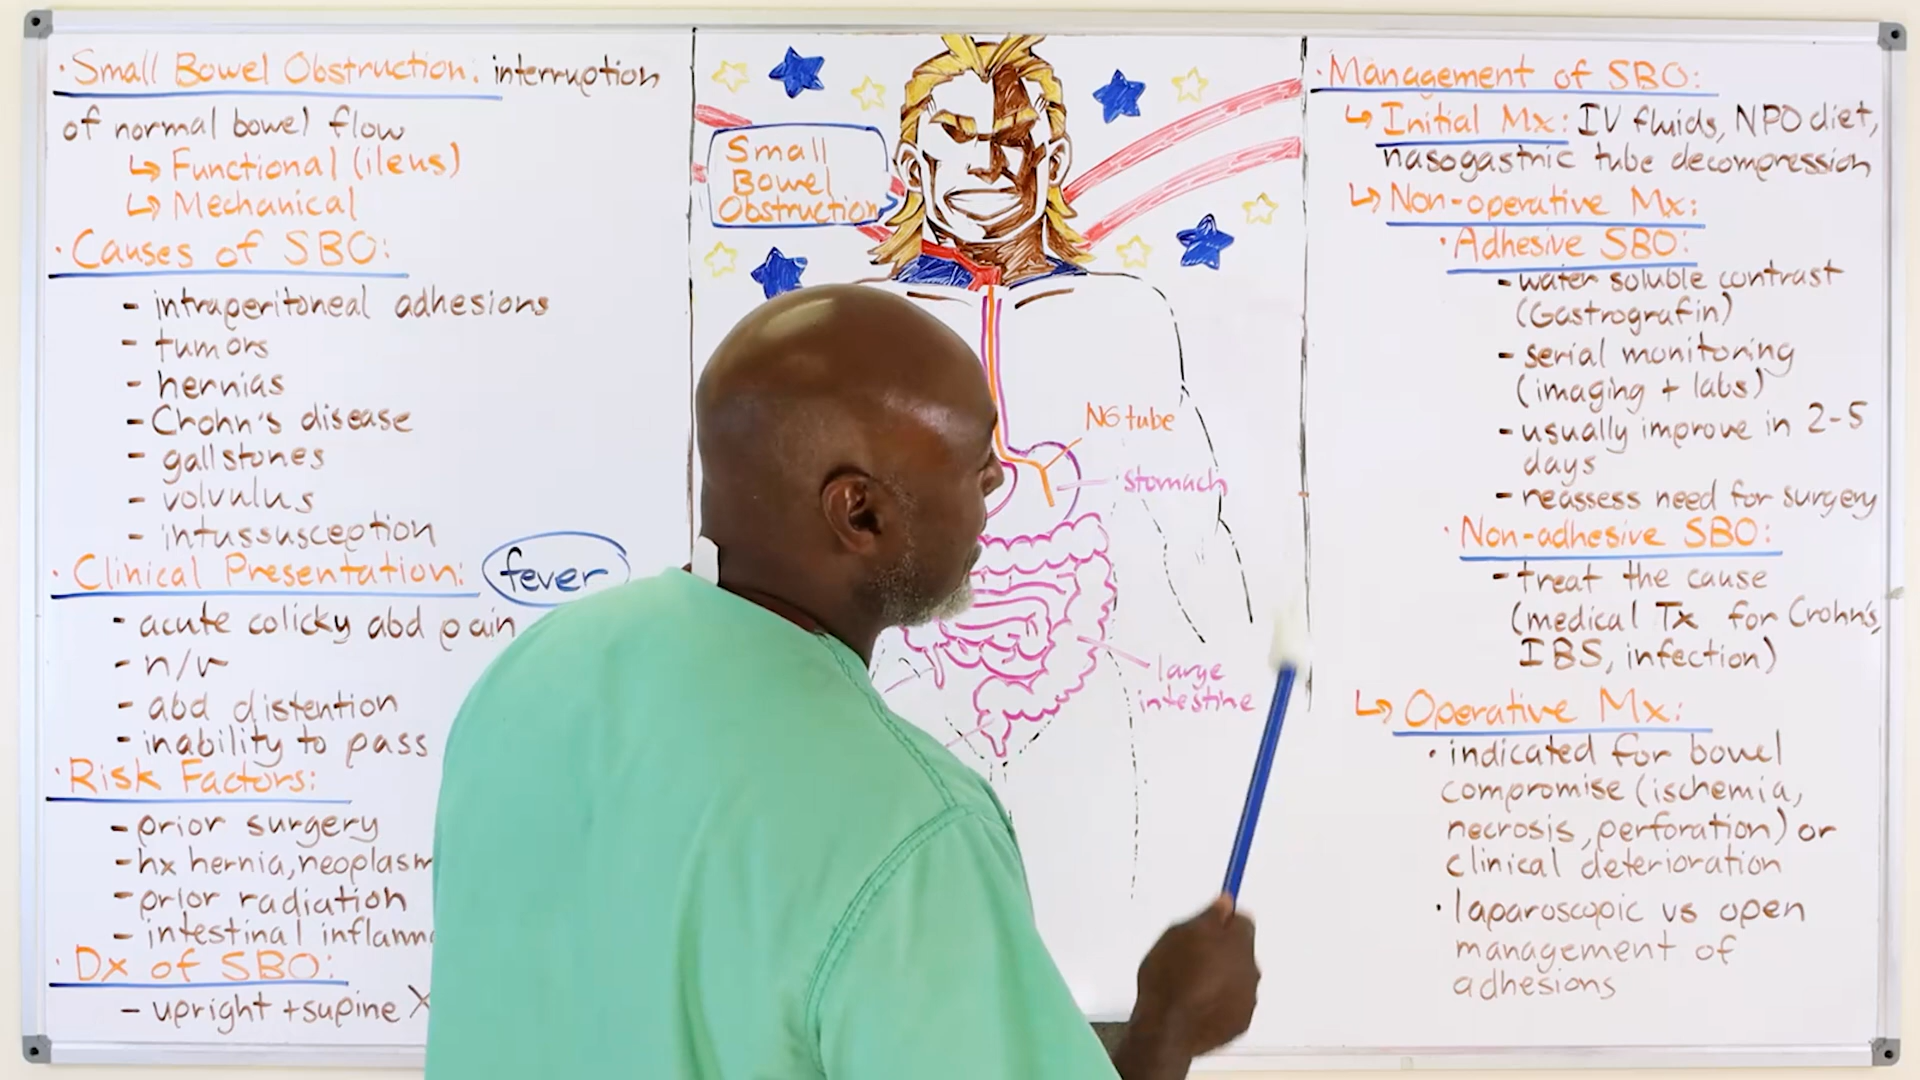 · Small Bowel Obstruction: interruption
of normal bowel flow
↳ Functional (ileus)
↳ Mechanical
· Causes of SBO:
- intraperitoneal adhesions
- tumors
- hernias
- Crohn's disease
- gallstones
- volvulus
- intussusception
· Clinical Presentation: fever
- acute colicky abd pain
- n/v
- abd distention
- inability to pass
· Risk Factors:
- prior surgery
- hx hernia, neoplasm
- prior radiation
- intestinal inflamm
· Dx of SBO:
- upright + supine X
Small
Bowel
Obstruction
NG tube
stomach
large
intestine
· Management of SBO:
↳ Initial Mx: IV fluids, NPO diet,
nasogastric tube decompression
↳ Non-operative Mx:
· Adhesive SBO:
- water soluble contrast
(Gastrografin)
- serial monitoring
(imaging + labs)
- usually improve in 2-5
days
- reassess need for surgery
· Non-adhesive SBO:
- treat the cause
(medical Tx for Crohn's,
IBS, infection)
↳ Operative Mx:
· indicated for bowel
compromise (ischemia,
necrosis, perforation) or
clinical deterioration
· laparoscopic vs open
management of
adhesions